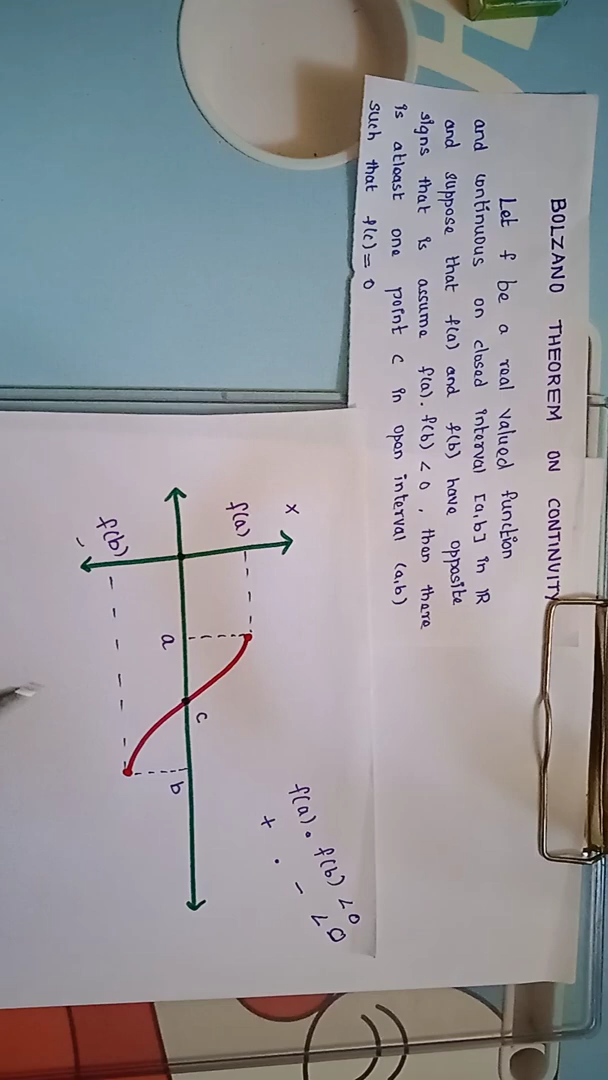 BOLZANO THEOREM ON CONTINUITY
Let f be a real valued function
and continuous on closed interval [a,b] in IR
and suppose that f(a) and f(b) have opposite
signs that is assume f(a). f(b) < 0, then there
is atleast one point c in open interval (a,b)
such that f(c) = 0
x
f(a)
f(b)
a
c
b
f(a) . f(b) < 0
+ . - < 0